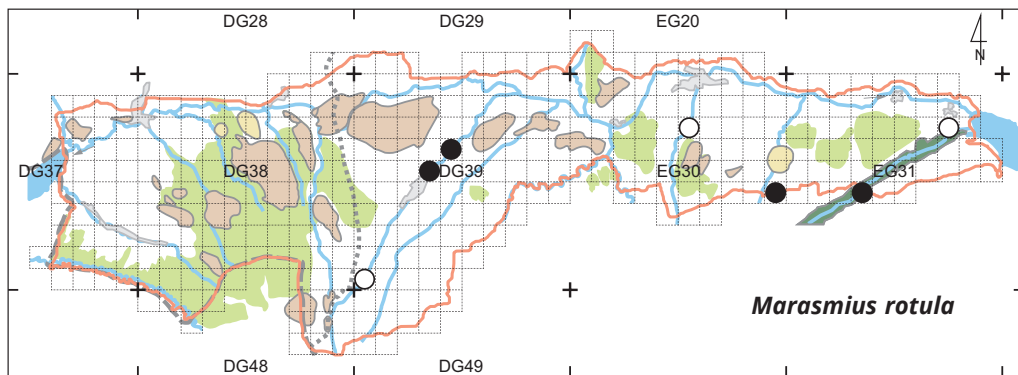 DG28 DG29 EG20
N
DG37 DG38 DG39 EG30 EG31
Marasmius rotula
DG48 DG49